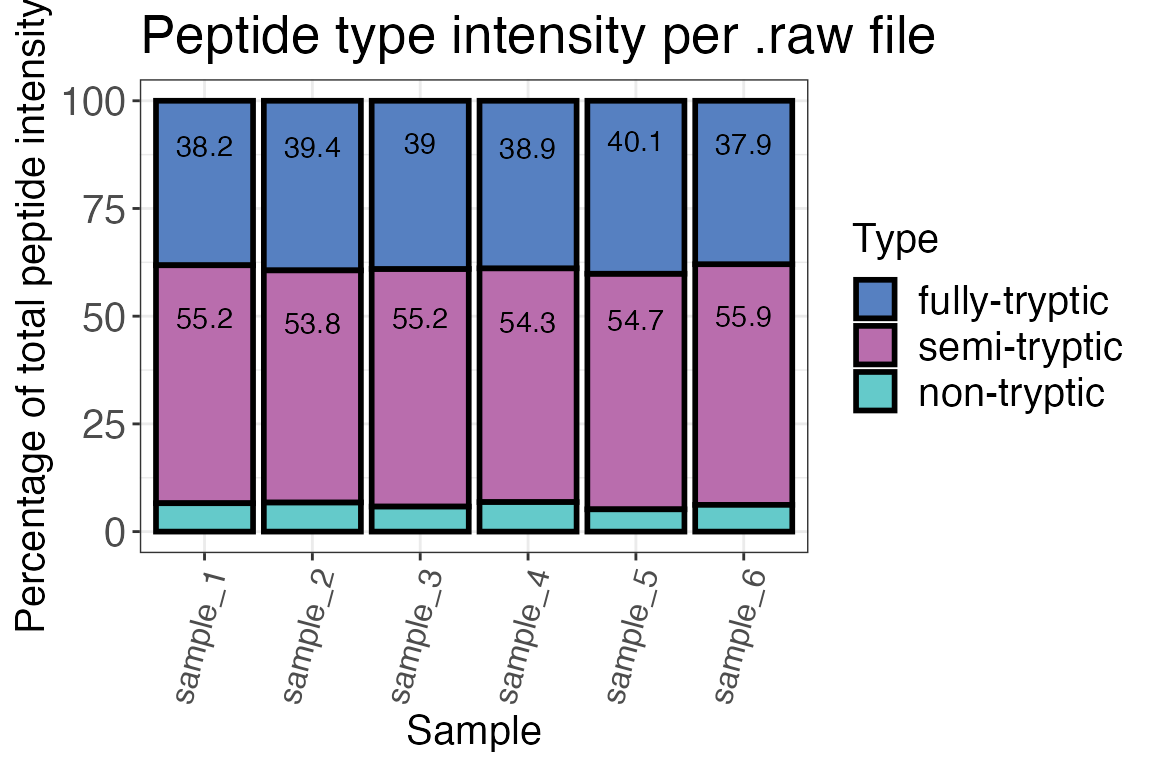 Peptide type intensity per .raw file
Percentage of total peptide intensity
100
75
50
25
0
38.2 39.4 39 38.9 40.1 37.9
55.2 53.8 55.2 54.3 54.7 55.9
sample_1 sample_2 sample_3 sample_4 sample_5 sample_6
Sample
Type
fully-tryptic
semi-tryptic
non-tryptic